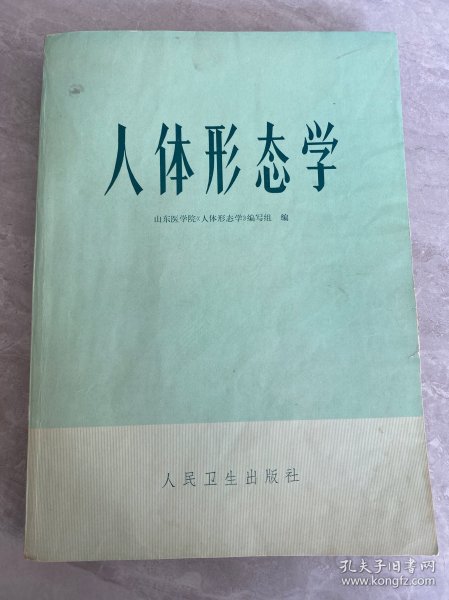 人体形态学
山东医学院《人体形态学》编写组 编
人民卫生出版社
孔夫子旧书网
www.kongfz.com